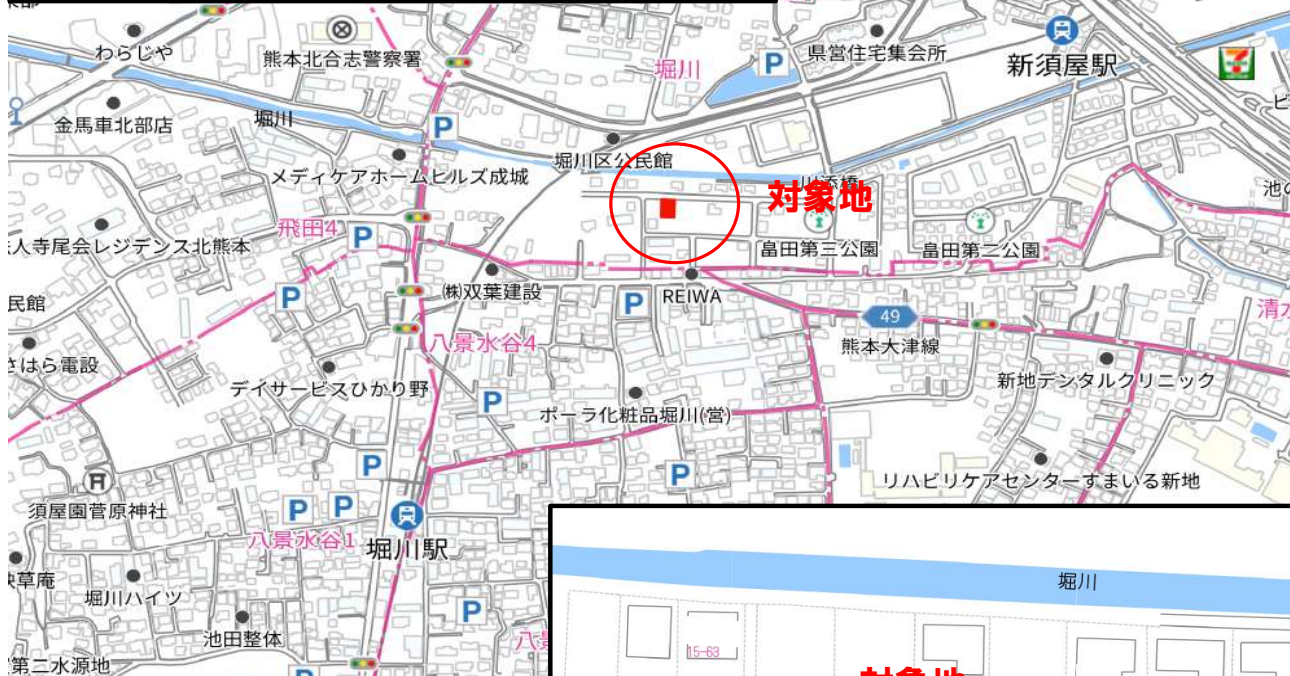 わらじや
熊本北合志警察署
堀川
P
県営住宅集会所
新須屋駅
金馬車北部店
堀川
P
堀川区公民館
メディケアホームヒルズ成城
対象地
川添橋
飛田4
P
人寺尾会レジデンス北熊本
畠田第三公園
畠田第二公園
P
㈱双葉建設
P
REIWA
49
熊本大津線
民館
八景水谷4
さはら電設
デイサービスひかり野
新地デンタルクリニック
P
ポーラ化粧品堀川(営)
P
P
リハビリケアセンターすまいる新地
須屋園菅原神社
P
P
八景水谷1
堀川駅
草庵
堀川ハイツ
P
池田整体
第二水源地
P
堀川
15-63
対象地